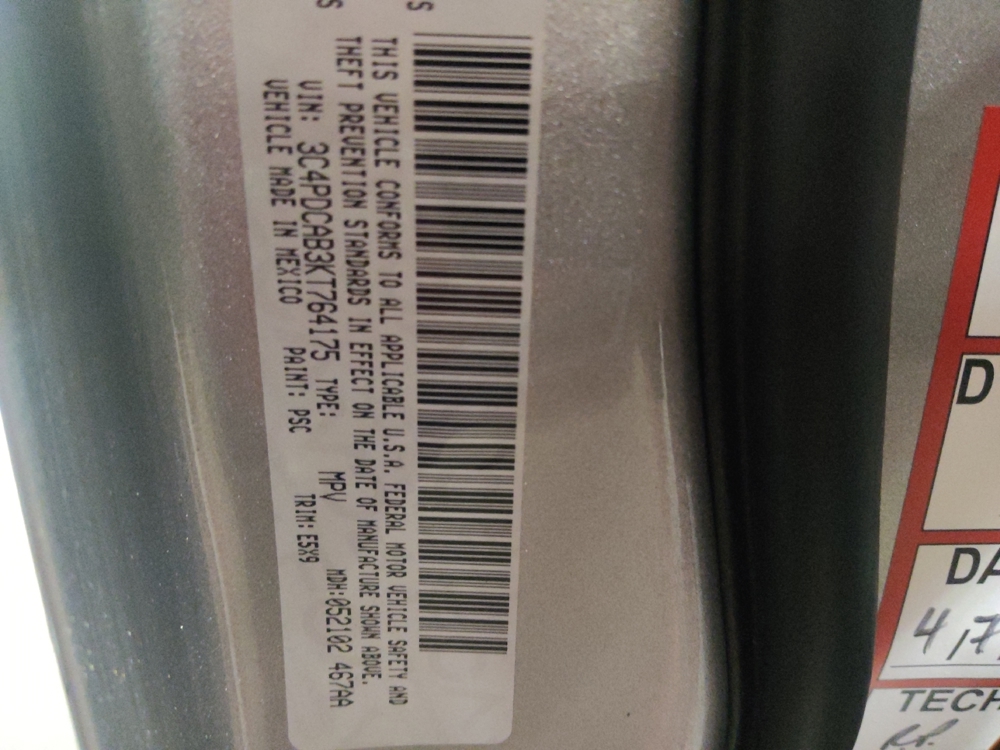 S
S
THIS VEHICLE CONFORMS TO ALL APPLICABLE U.S.A. FEDERAL MOTOR VEHICLE SAFETY AND
THEFT PREVENTION STANDARDS IN EFFECT ON THE DATE OF MANUFACTURE SHOWN ABOVE.
VIN: 3C4PDCAB3KT764175 TYPE: MPV MDH:052102 467AA
VEHICLE MADE IN MEXICO PAINT: PSC TRIM: E5X9
D
DA
4,7
TECH